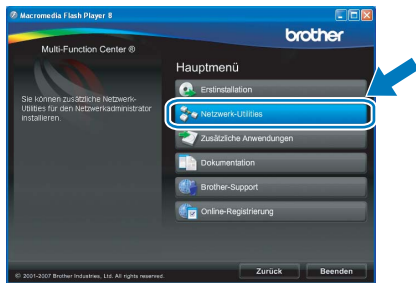 Macromedia Flash Player 8
brother
Multi-Function Center ®
Hauptmenü
Sie können zusätzliche Netzwerk-
Utilities für den Netzwerkadministrator
installieren.
Erstinstallation
Netzwerk-Utilities
Zusätzliche Anwendungen
Dokumentation
Brother-Support
Online-Registrierung
© 2001-2007 Brother Industries, Ltd. All rights reserved.
Zurück
Beenden